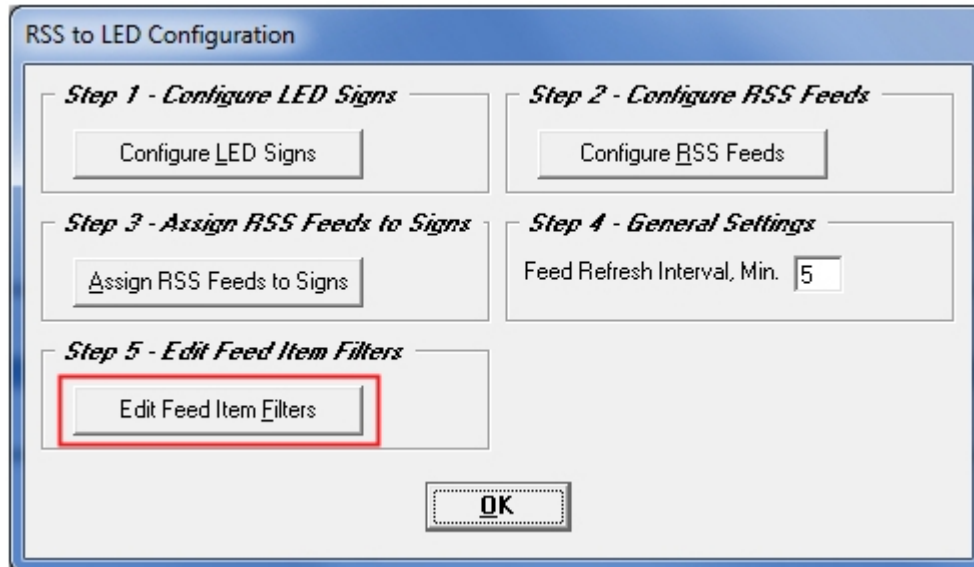 RSS to LED Configuration
Step 1 - Configure LED Signs
Configure LED Signs
Step 2 - Configure RSS Feeds
Configure RSS Feeds
Step 3 - Assign RSS Feeds to Signs
Assign RSS Feeds to Signs
Step 4 - General Settings
Feed Refresh Interval, Min. 5
Step 5 - Edit Feed Item Filters
Edit Feed Item Filters
OK